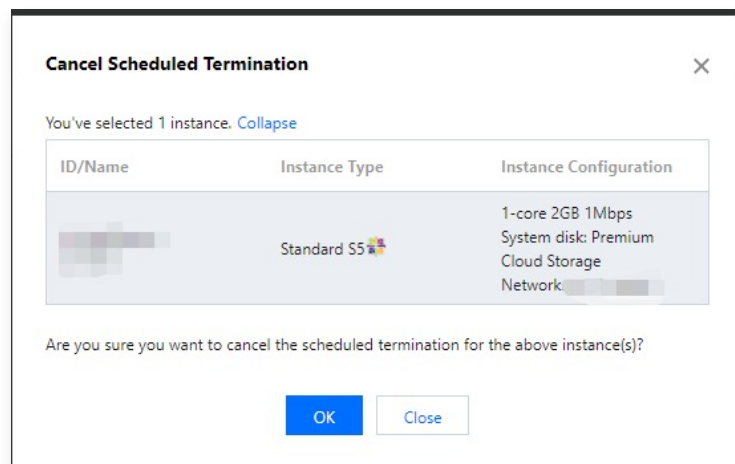 Cancel Scheduled Termination
You've selected 1 instance. Collapse
ID/Name Instance Type Instance Configuration
1-core 2GB 1Mbps
Standard S5 System disk: Premium
Cloud Storage
Network:
Are you sure you want to cancel the scheduled termination for the above instance(s)?
OK Close